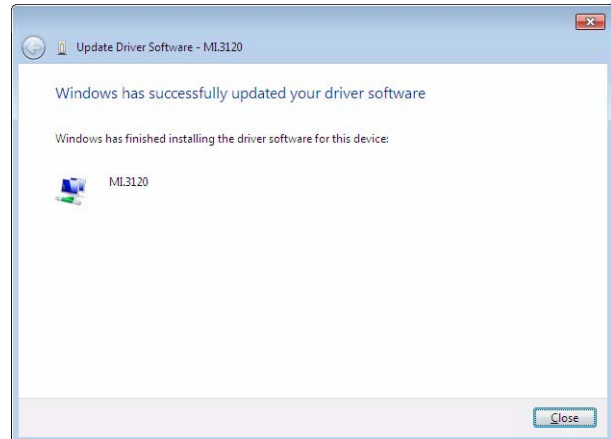 Update Driver Software - MI.3120
Windows has successfully updated your driver software
Windows has finished installing the driver software for this device:
MI.3120
Close